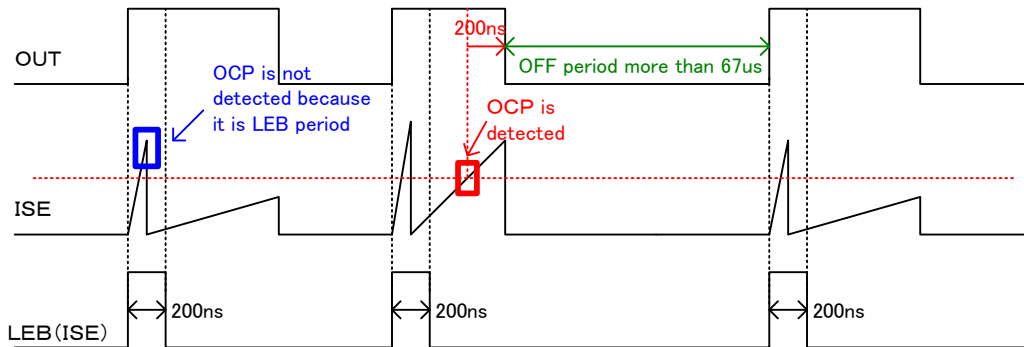 200ns
OUT
OFF period more than 67us
OCP is not
detected because
it is LEB period
OCP is
detected
ISE
200ns
200ns
200ns
LEB(ISE)